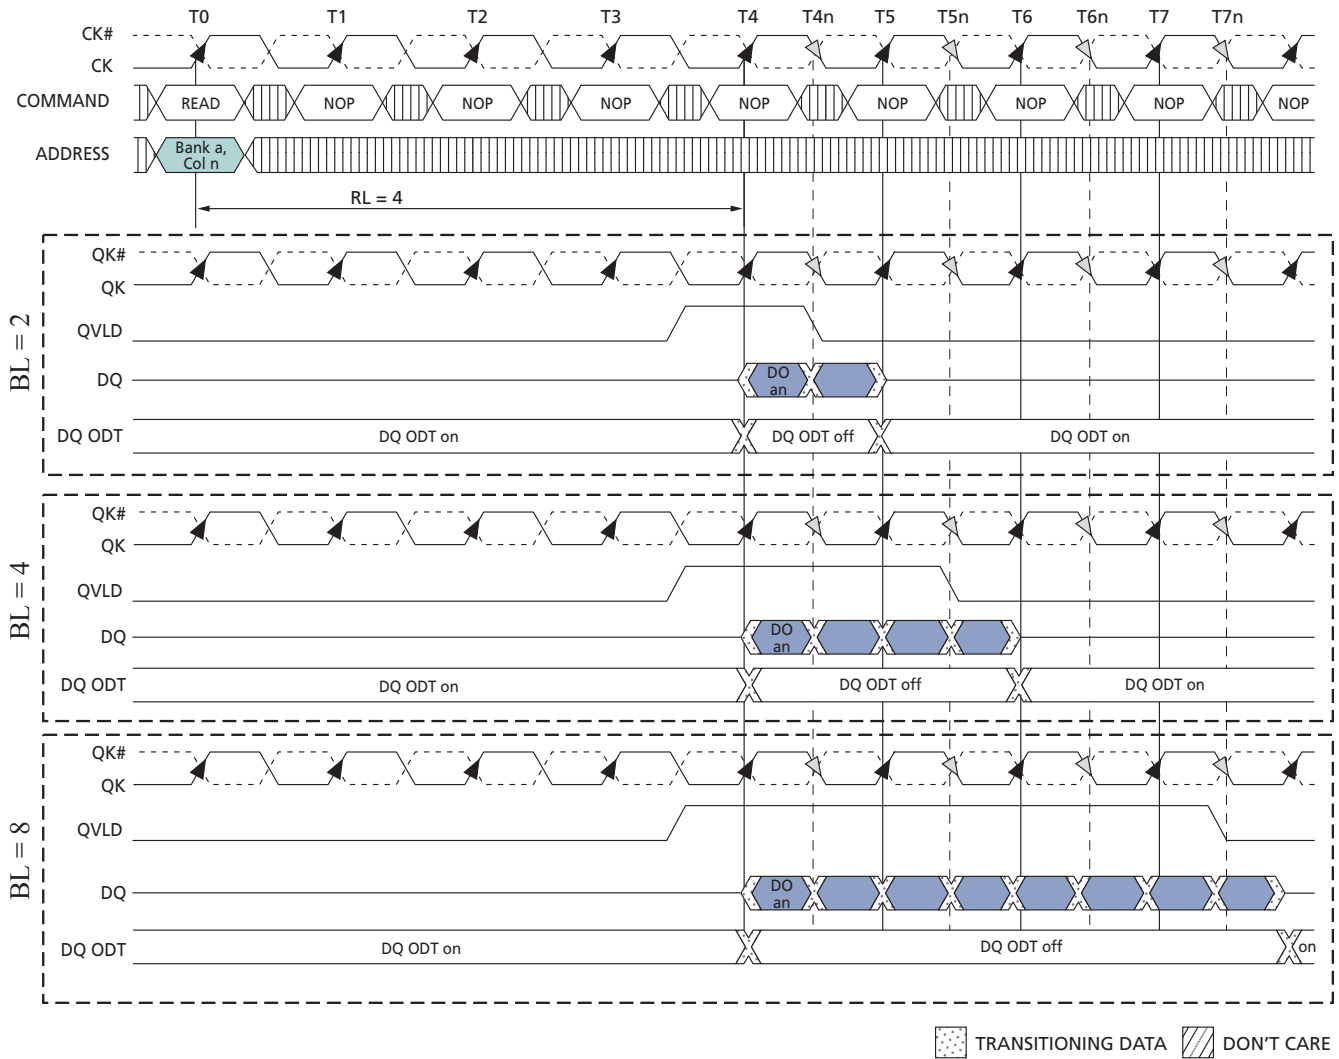 T0 T1 T2 T3 T4 T4n T5 T5n T6 T6n T7 T7n
CK#
CK
COMMAND READ NOP NOP NOP NOP NOP NOP NOP NOP
ADDRESS Bank a,
Col n
RL = 4
BL = 2
QK#
QK
QVLD
DQ DO
an
DQ ODT DQ ODT on DQ ODT off DQ ODT on
BL = 4
QK#
QK
QVLD
DQ DO
an
DQ ODT DQ ODT on DQ ODT off DQ ODT on
BL = 8
QK#
QK
QVLD
DQ DO
an
DQ ODT DQ ODT on DQ ODT off on
TRANSITIONING DATA DON'T CARE